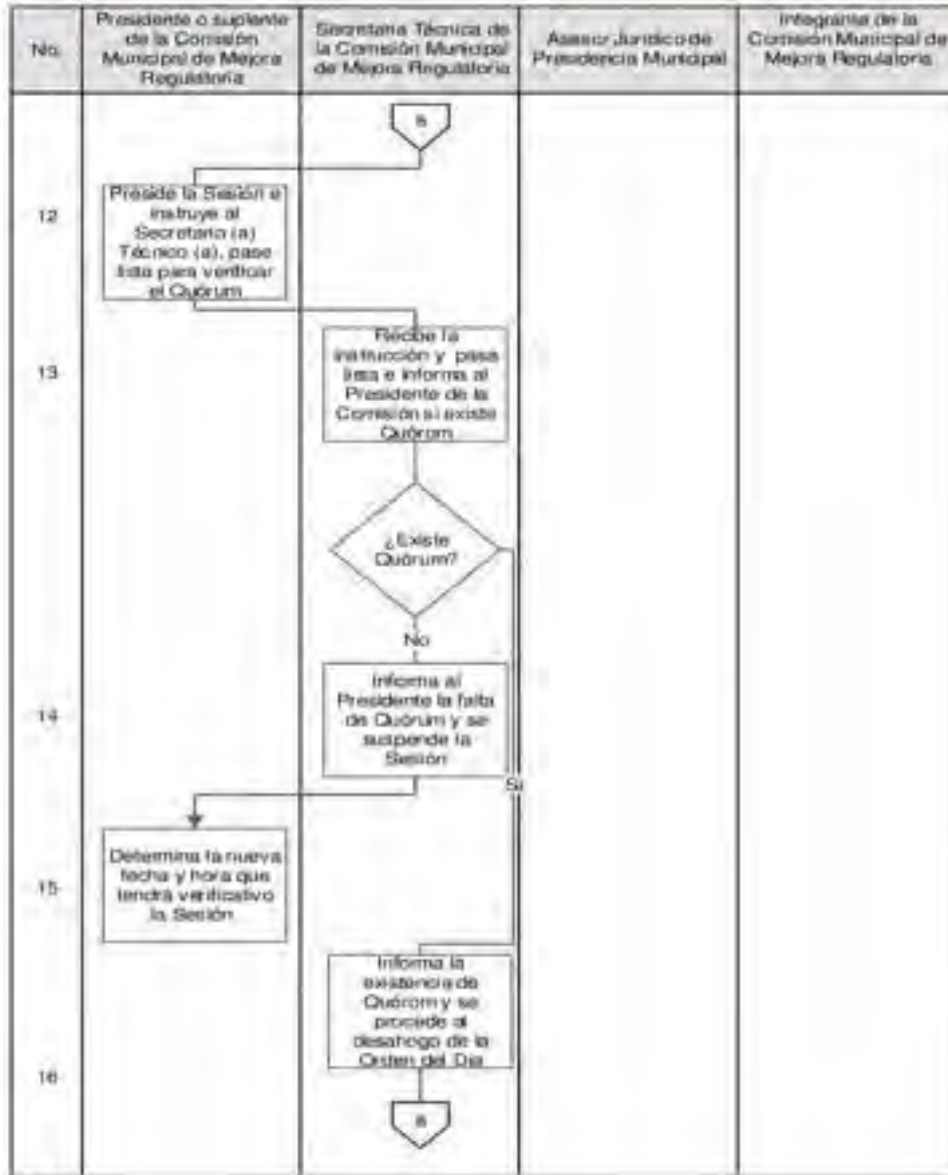 No.
Presidente o suplente
de la Comisión
Municipal de Mejora
Regulatoria
Secretaria Técnica de
la Comisión Municipal
de Mejora Regulatoria
Asesor Jurídico de
Presidencia Municipal
Integrante de la
Comisión Municipal de
Mejora Regulatoria
12
Preside la Sesión e
instruye al
Secretario (a)
Técnico (a), pase
lista para verificar
el Quórum
13
Recibe la
instrucción y pasa
lista e informa al
Presidente de la
Comisión si existe
Quórom
¿Existe
Quórum?
No
14
Informa al
Presidente la falta
de Quórum y se
suspende la
Sesión
Si
15
Determina la nueva
fecha y hora que
tendrá verificativo
la Sesión
Informa la
existencia de
Quórom y se
procede al
desahogo de la
Orden del Día
16